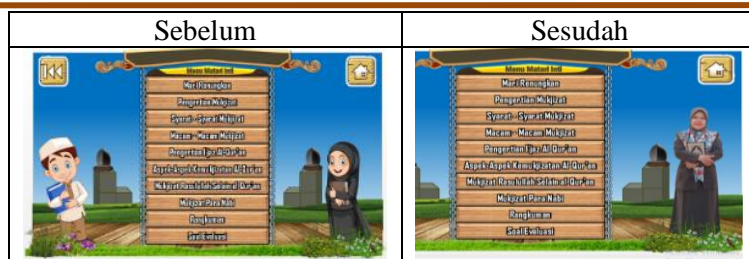 Sebelum
Sesudah
Menu Materi Inti
Mari Renungkan
Pengertian Mukjizat
Syarat - Syarat Mukjizat
Macam - Macam Mukjizat
Pengertian I'jaz Al-Qur'an
Aspek-Aspek Kemukjizatan Al-Qur'an
Mukjizat Rasulullah Selain al-Qur'an
Mukjizat Para Nabi
Rangkuman
Soal Evaluasi
Menu Materi Inti
Mari Renungkan
Pengertian Mukjizat
Syarat - Syarat Mukjizat
Macam - Macam Mukjizat
Pengertian I'jaz Al-Qur'an
Aspek-Aspek Kemukjizatan Al-Qur'an
Mukjizat Rasulullah Selain al-Qur'an
Mukjizat Para Nabi
Rangkuman
Soal Evaluasi